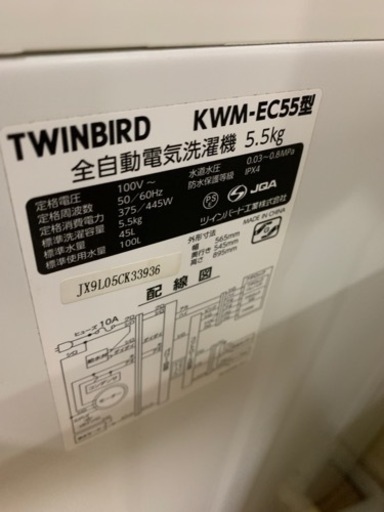 TWINBIRD KWM-EC55型
全自動電気洗濯機 5.5kg
定格電圧 100V～
定格周波数 50/60Hz
定格消費電力 375/445W
標準洗濯容量 5.5kg
標準水量 45L
標準使用水量 100L
水道水圧 0.03～0.8MPa
防水保護等級 IPX4
PS JQA
ツインバード工業株式会社
MADE IN CHINA
外形寸法
幅 565mm
奥行き 545mm
高さ 895mm
JX9L05CK33936
配線図
ヒューズ 10A